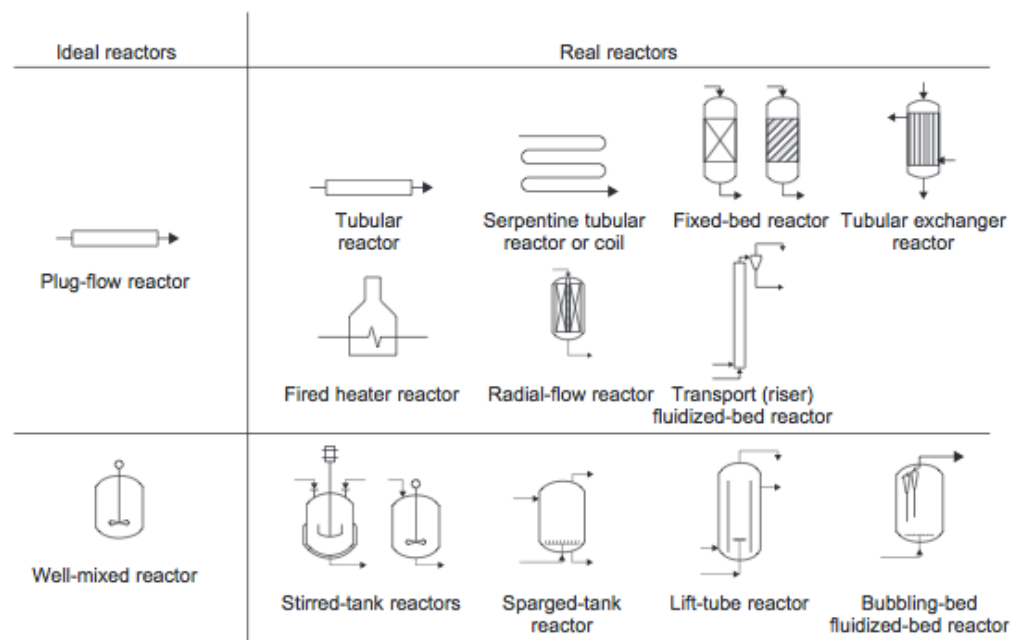 Ideal reactors
Real reactors
Tubular
reactor
Serpentine tubular
reactor or coil
Fixed-bed reactor
Tubular exchanger
reactor
Plug-flow reactor
Fired heater reactor
Radial-flow reactor
Transport (riser)
fluidized-bed reactor
Well-mixed reactor
Stirred-tank reactors
Sparged-tank
reactor
Lift-tube reactor
Bubbling-bed
fluidized-bed reactor